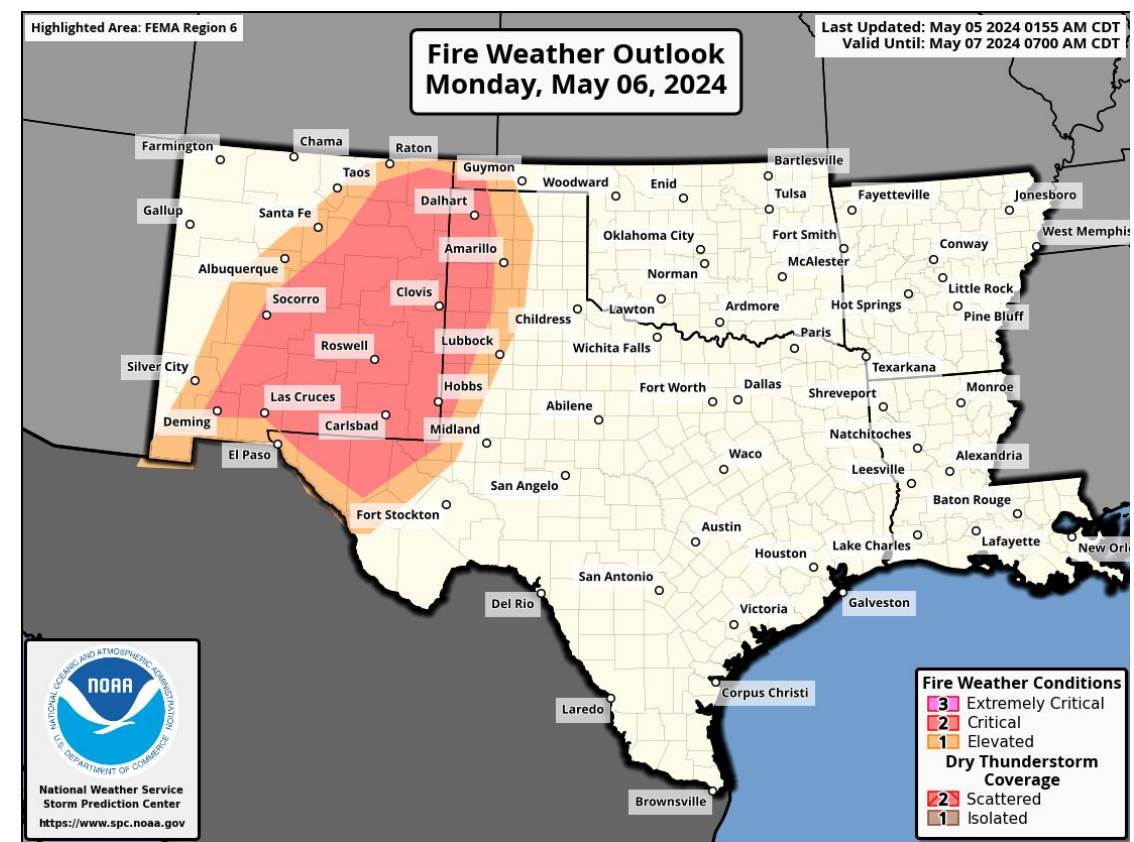 Highlighted Area: FEMA Region 6
Last Updated: May 05 2024 0155 AM CDT
Valid Until: May 07 2024 0700 AM CDT
Fire Weather Outlook
Monday, May 06, 2024
Farmington
Chama
Raton
Taos
Guymon
Woodward
Enid
Bartlesville
Tulsa
Fayetteville
Jonesboro
Gallup
Santa Fe
Dalhart
Oklahoma City
Fort Smith
West Memphis
Albuquerque
Amarillo
Norman
McAlester
Conway
Little Rock
Socorro
Clovis
Childress
Lawton
Ardmore
Hot Springs
Pine Bluff
Roswell
Lubbock
Wichita Falls
Paris
Texarkana
Silver City
Hobbs
Fort Worth
Dallas
Shreveport
Monroe
Deming
Las Cruces
Carlsbad
Midland
Abilene
Natchitoches
El Paso
Waco
Leesville
Alexandria
San Angelo
Baton Rouge
Fort Stockton
Austin
Houston
Lake Charles
Lafayette
New Orl
San Antonio
Del Rio
Victoria
Galveston
Corpus Christi
Laredo
Brownsville
NATIONAL OCEANIC AND ATMOSPHERIC ADMINISTRATION
NOAA
U.S. DEPARTMENT OF COMMERCE
National Weather Service
Storm Prediction Center
https://www.spc.noaa.gov
Fire Weather Conditions
3 Extremely Critical
2 Critical
1 Elevated
Dry Thunderstorm
Coverage
2 Scattered
1 Isolated